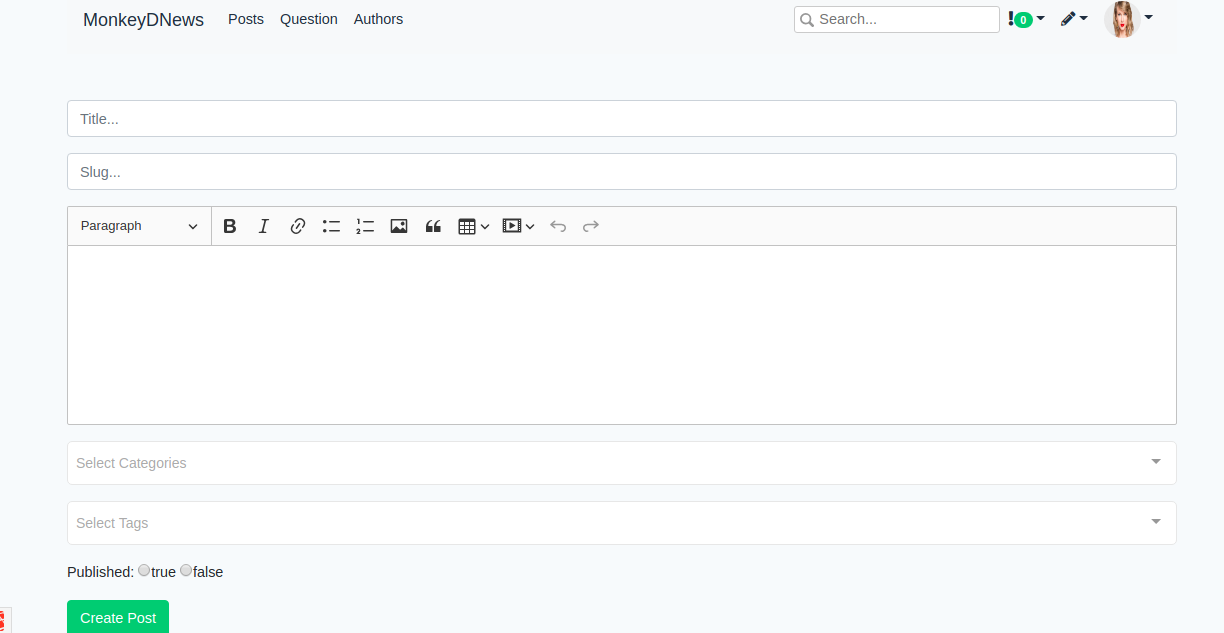 MonkeyDNews Posts Question Authors Search... 0
Title...
Slug...
Paragraph B I
Select Categories
Select Tags
Published: true false
Create Post